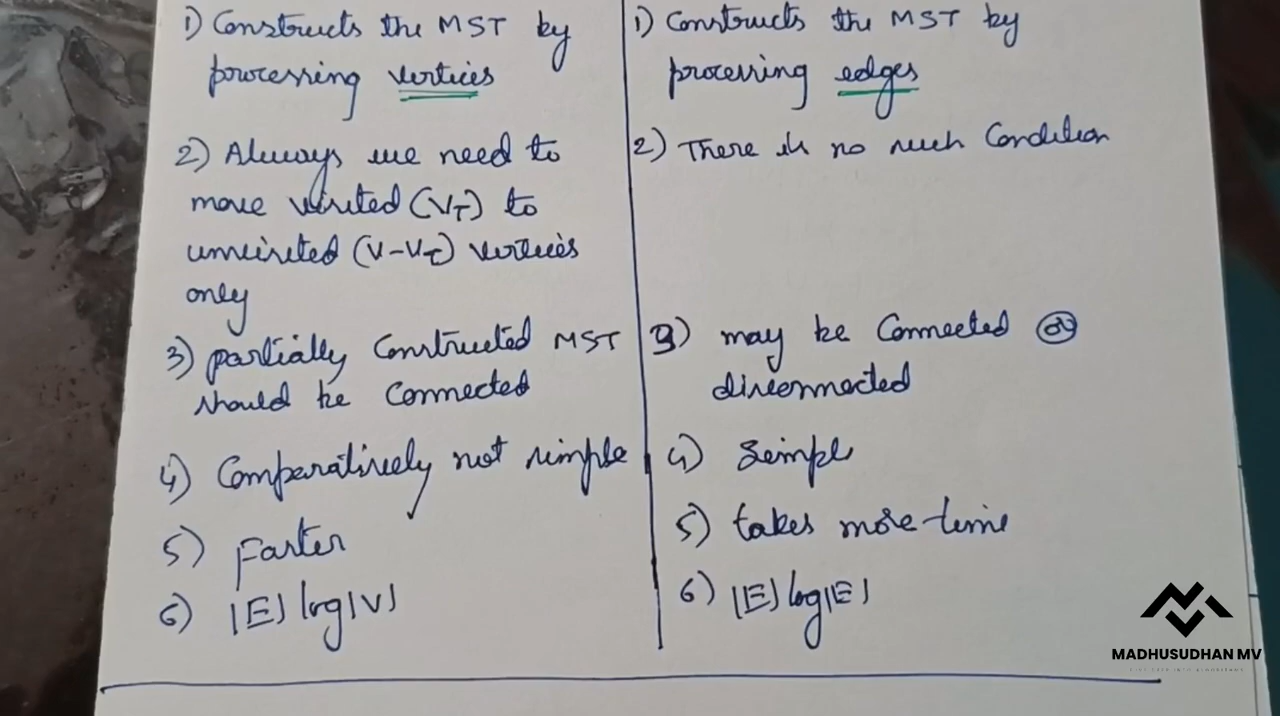 1) Constructs the MST by
processing vertices
2) Always we need to
move visited (VT) to
unvisited (V-VT) vertices
only
3) partially constructed MST
should be connected
4) Comparatively not simple
5) Faster
6) |E| log|V|
1) Constructs the MST by
processing edges
2) There is no such Condition
3) may be Connected or
disconnected
4) Simple
5) takes more time
6) |E| log|E|
MADHUSUDHAN MV